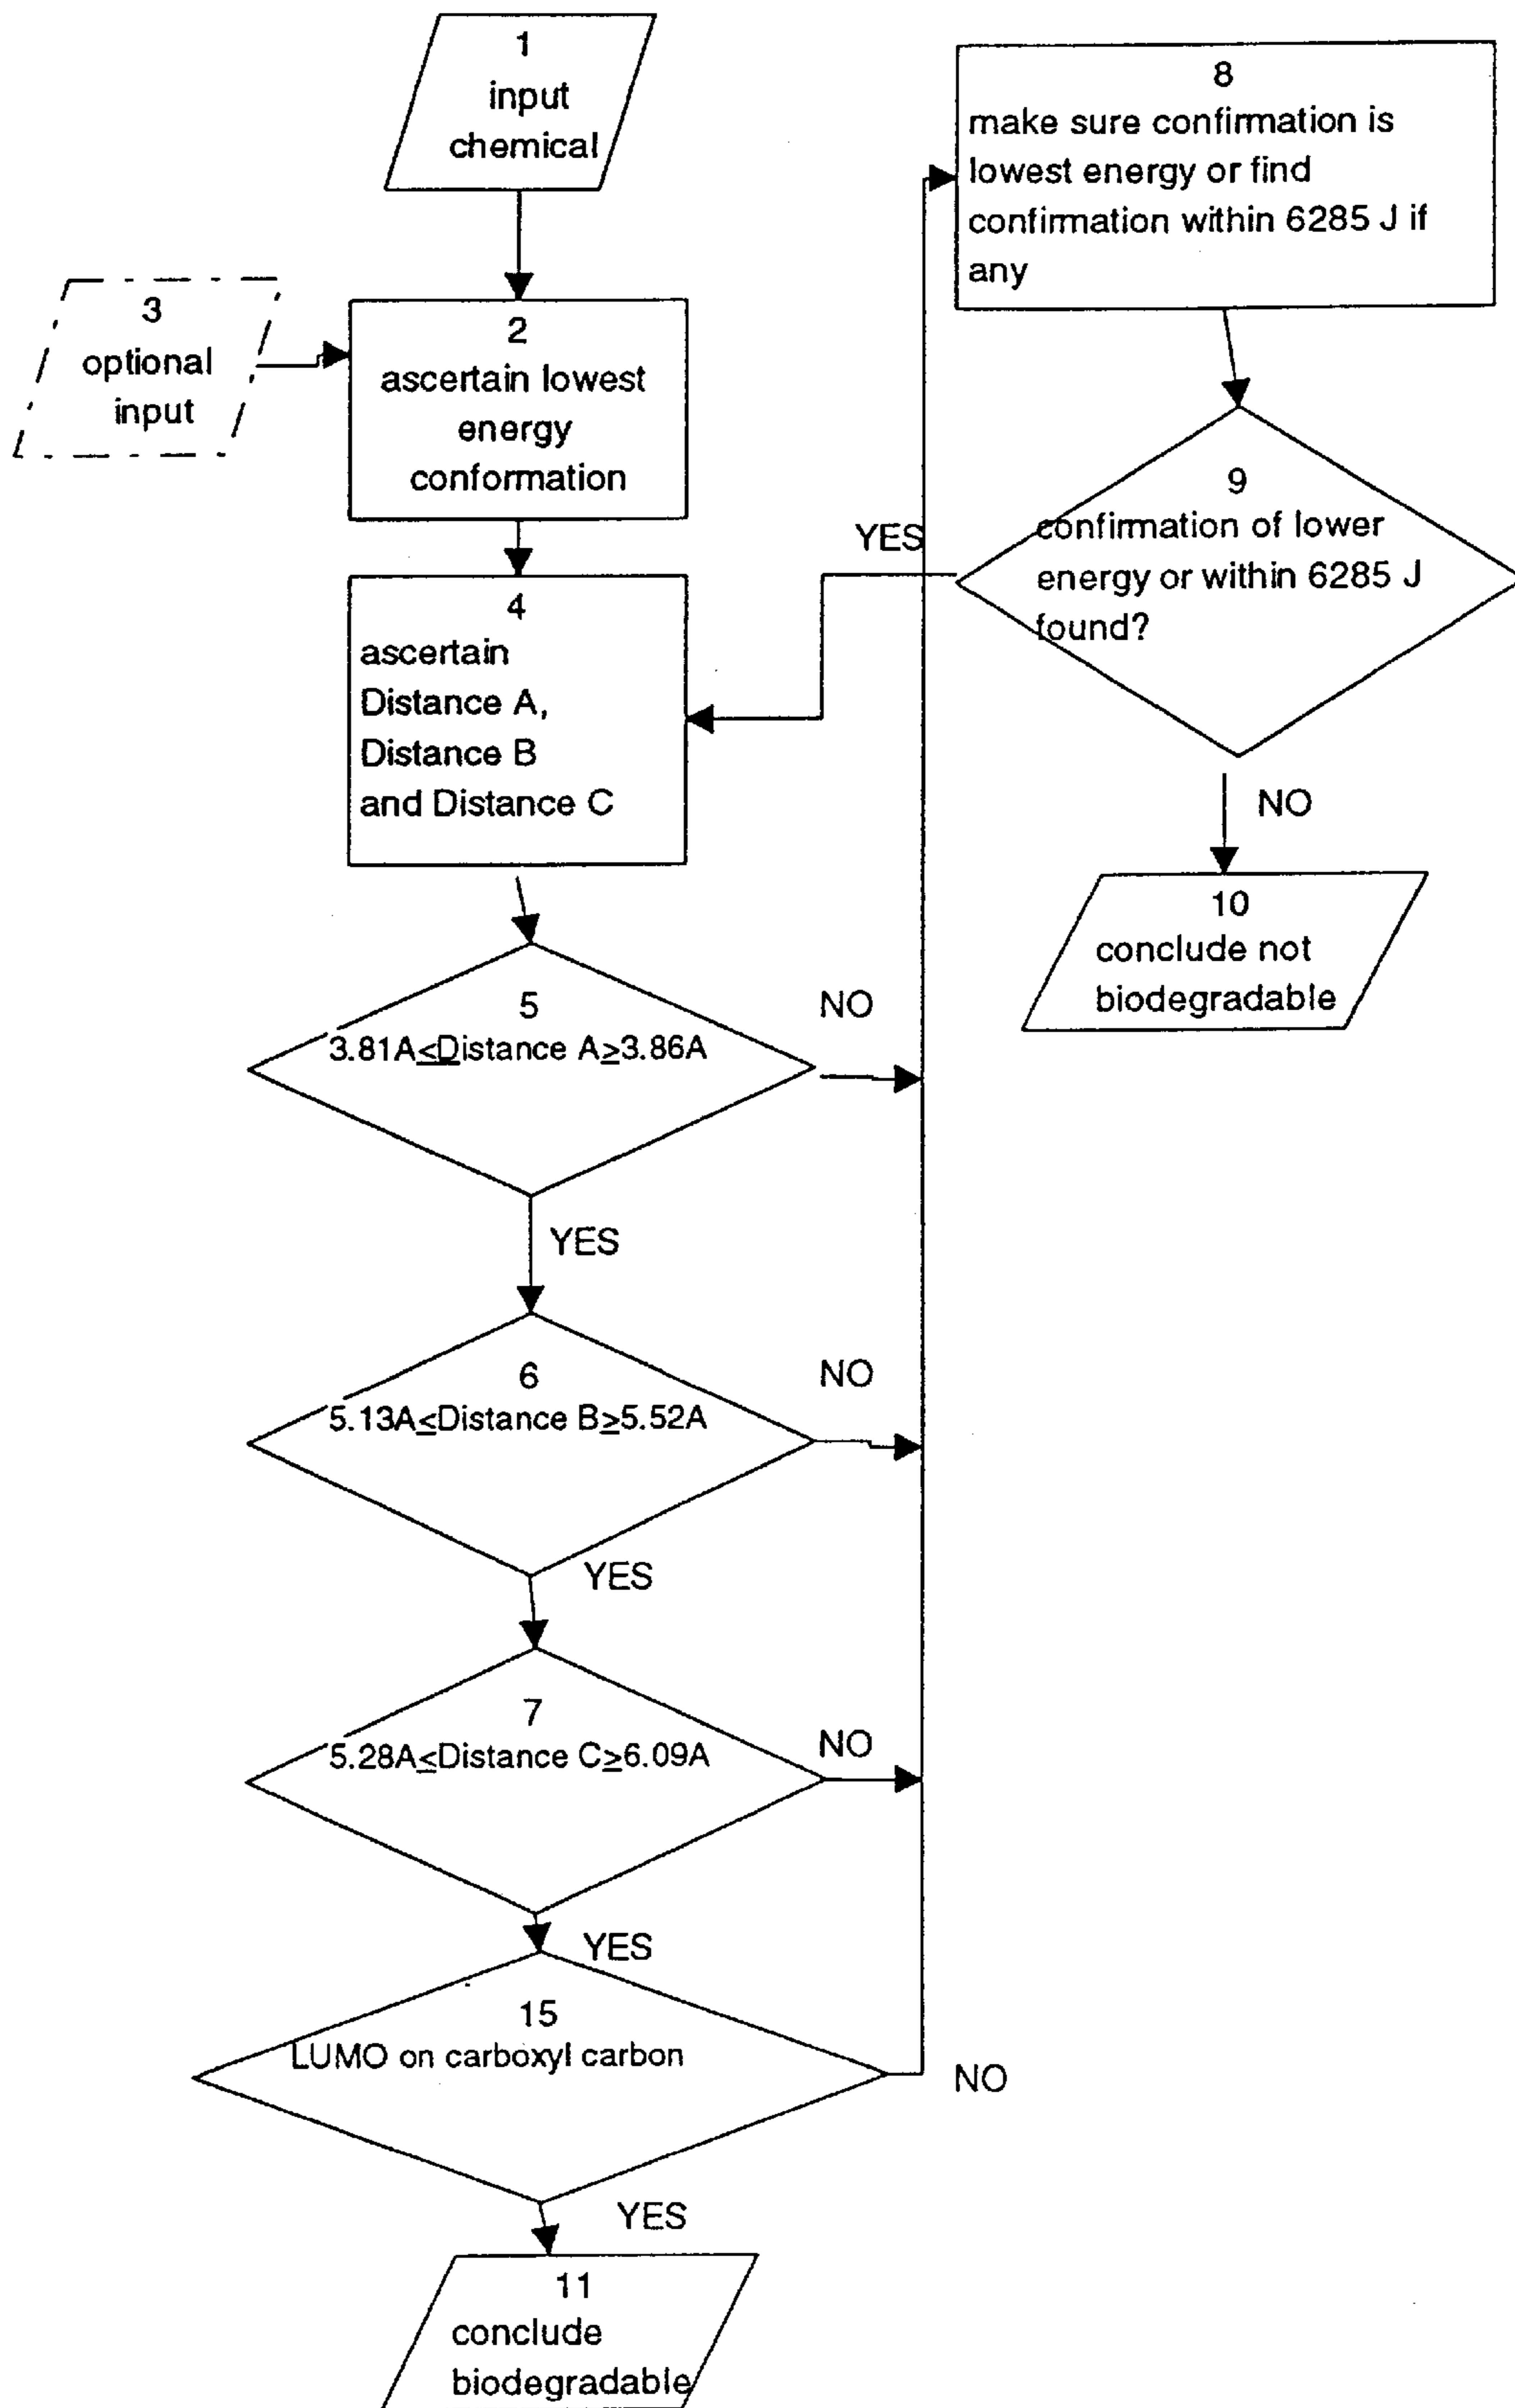 1
input
chemical
3
optional
input
2
ascertain lowest
energy
conformation
4
ascertain
Distance A,
Distance B
and Distance C
5
3.81A≤Distance A≥3.86A
NO
YES
6
5.13A≤Distance B≥5.52A
NO
YES
7
5.28A≤Distance C≥6.09A
NO
YES
15
LUMO on carboxyl carbon
NO
YES
11
conclude
biodegradable
8
make sure confirmation is
lowest energy or find
confirmation within 6285 J if
any
9
confirmation of lower
energy or within 6285 J
found?
YES
NO
10
conclude not
biodegradable